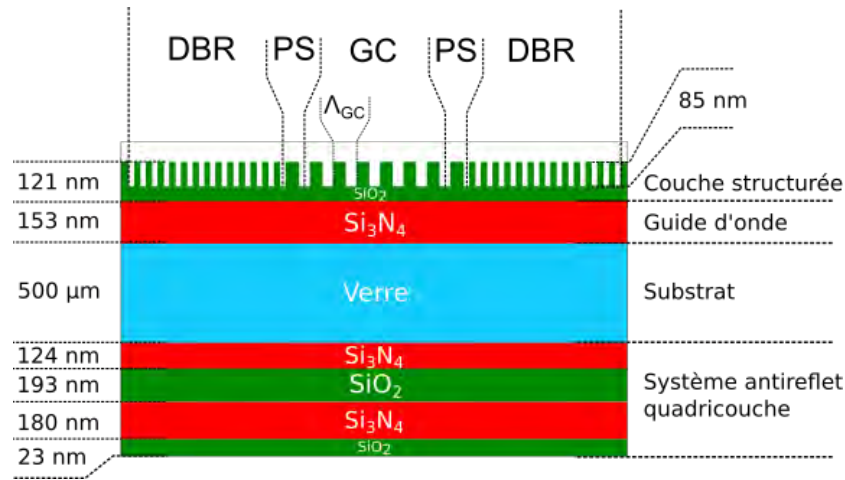 DBR PS GC PS DBR
ΛGC
85 nm
121 nm SiO₂ Couche structurée
153 nm Si₃N₄ Guide d'onde
500 µm Verre Substrat
124 nm Si₃N₄
193 nm SiO₂ Système antireflet
quadricouche
180 nm Si₃N₄
23 nm SiO₂